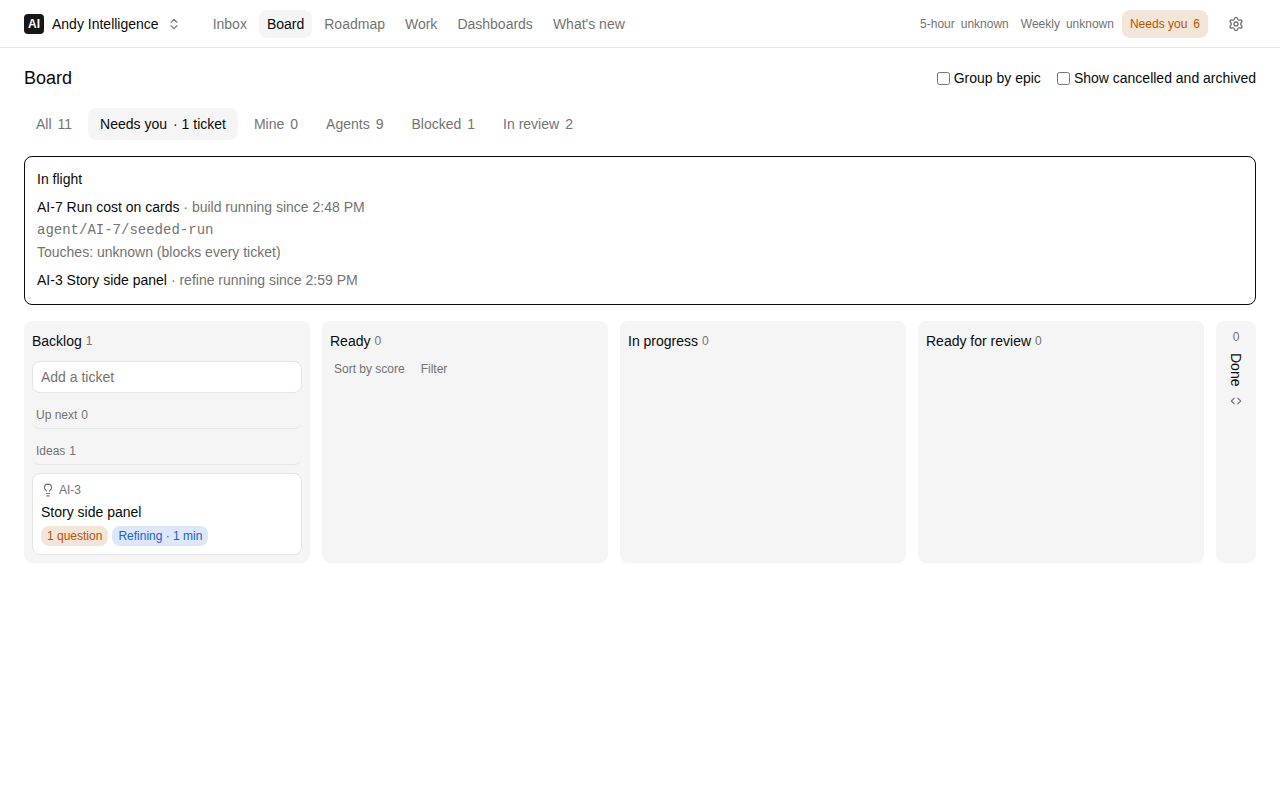 AI Andy Intelligence Inbox Board Roadmap Work Dashboards What's new 5-hour unknown Weekly unknown Needs you 6
Board Group by epic Show cancelled and archived
All 11 Needs you · 1 ticket Mine 0 Agents 9 Blocked 1 In review 2
In flight
AI-7 Run cost on cards · build running since 2:48 PM
agent/AI-7/seeded-run
Touches: unknown (blocks every ticket)
AI-3 Story side panel · refine running since 2:59 PM
Backlog 1
Add a ticket
Up next 0
Ideas 1
AI-3
Story side panel
1 question Refining · 1 min
Ready 0
Sort by score Filter
In progress 0
Ready for review 0
0
Done